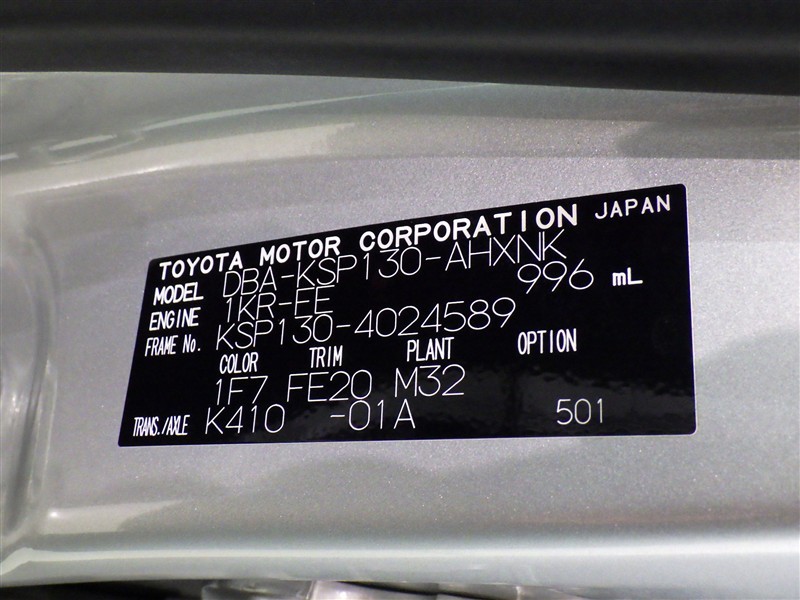 TOYOTA MOTOR CORPORATION JAPAN
MODEL DBA-KSP130-AHXNK
ENGINE 1KR-FE 996 mL
FRAME No. KSP130-4024589
COLOR TRIM PLANT OPTION
1F7 FE20 M32
TRANS./AXLE K410 -01A 501